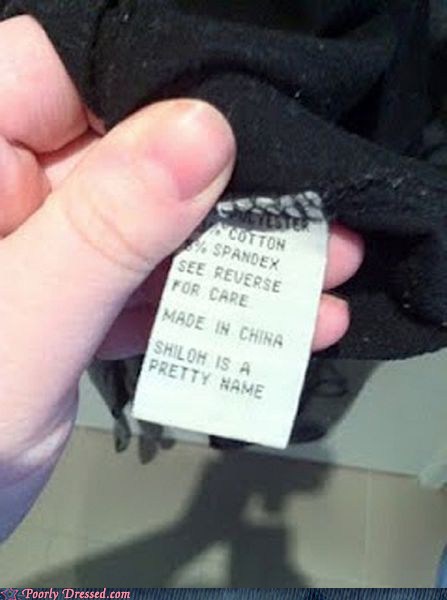 COTTON
% SPANDEX
SEE REVERSE
FOR CARE
MADE IN CHINA
SHILOH IS A
PRETTY NAME
Poorly Dressed.com